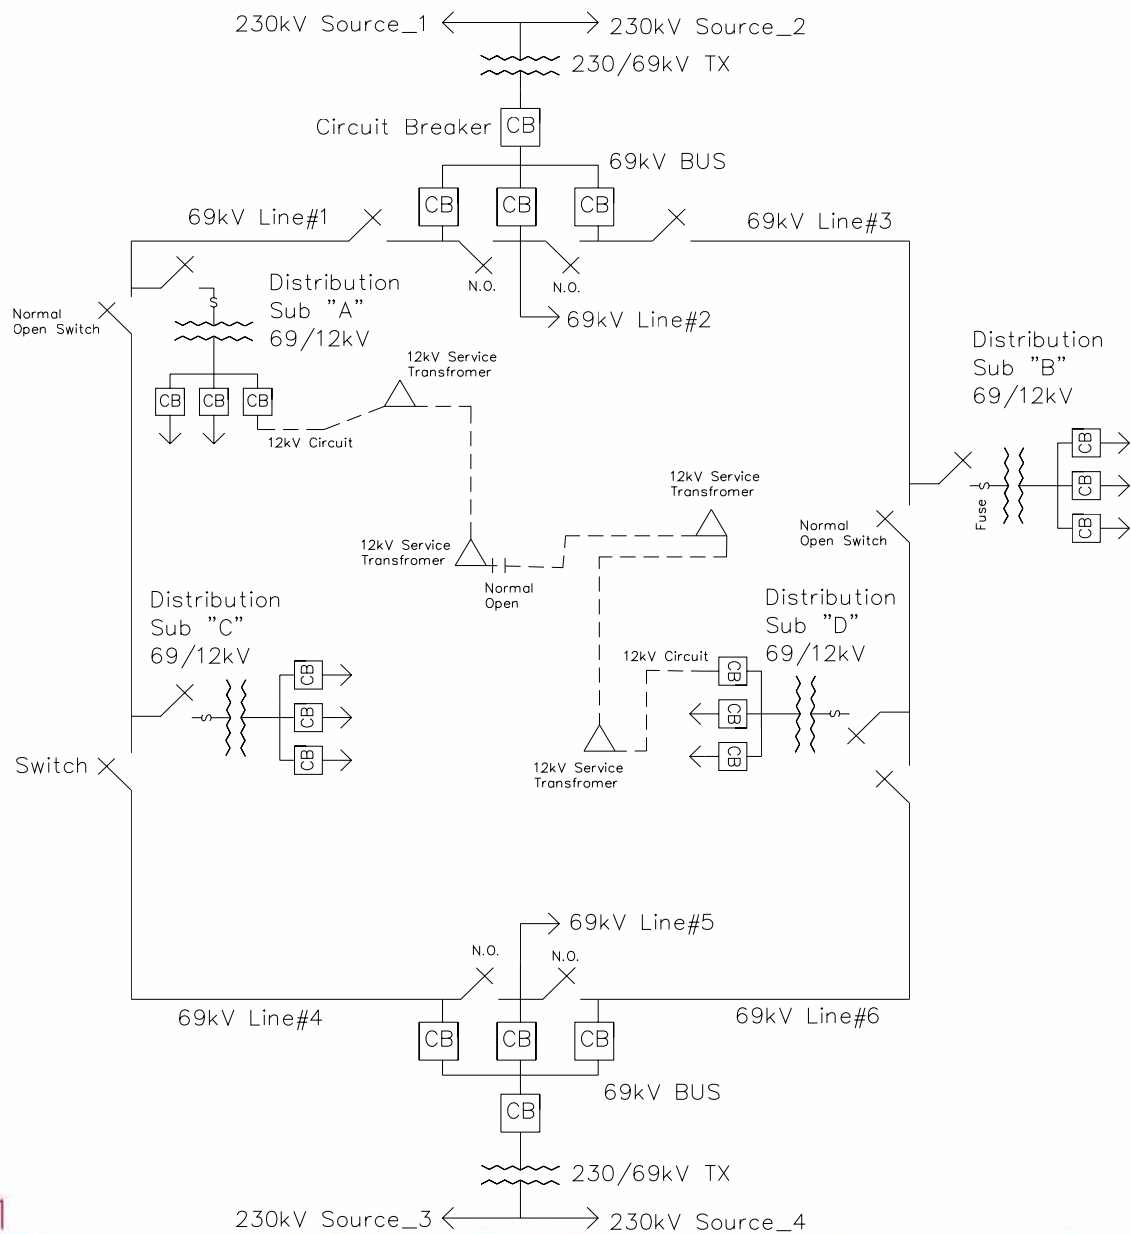 230kV Source_1
230kV Source_2
230/69kV TX
Circuit Breaker
CB
69kV BUS
CB
CB
CB
69kV Line#1
69kV Line#3
N.O.
N.O.
69kV Line#2
Distribution
Sub "A"
69/12kV
Normal
Open Switch
S
12kV Service
Transfromer
CB
CB
CB
12kV Circuit
Distribution
Sub "B"
69/12kV
CB
CB
CB
S
Fuse
Normal
Open Switch
12kV Service
Transfromer
12kV Service
Transfromer
Normal
Open
Distribution
Sub "C"
69/12kV
S
CB
CB
CB
Distribution
Sub "D"
69/12kV
12kV Circuit
CB
CB
CB
S
Switch
12kV Service
Transfromer
69kV Line#5
N.O.
N.O.
69kV Line#4
69kV Line#6
CB
CB
CB
69kV BUS
CB
230/69kV TX
230kV Source_3
230kV Source_4